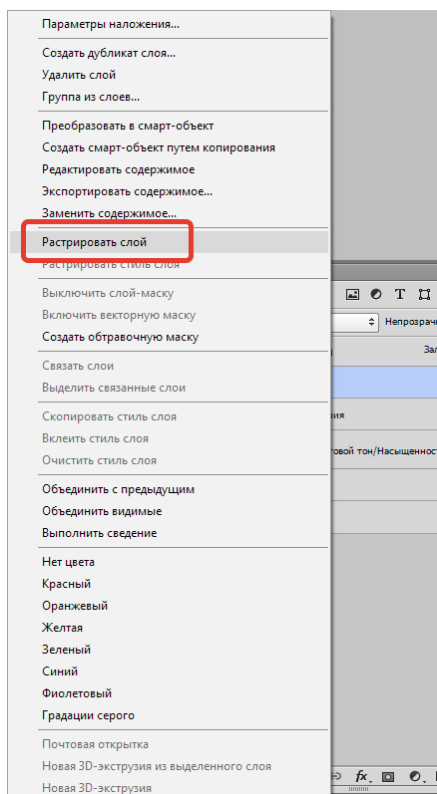 Параметры наложения...
Создать дубликат слоя...
Удалить слой
Группа из слоев...
Преобразовать в смарт-объект
Создать смарт-объект путем копирования
Редактировать содержимое
Экспортировать содержимое...
Заменить содержимое...
Растрировать слой
Растрировать стиль слоя
Выключить слой-маску
Включить векторную маску
Создать обтравочную маску
Связать слои
Выделить связанные слои
Скопировать стиль слоя
Вклеить стиль слоя
Очистить стиль слоя
Объединить с предыдущим
Объединить видимые
Выполнить сведение
Нет цвета
Красный
Оранжевый
Желтая
Зеленый
Синий
Фиолетовый
Градации серого
Почтовая открытка
Новая 3D-экструзия из выделенного слоя
Новая 3D-экструзия
T
Непрозрачн
Зал
ия
овой тон/Насыщенност
fx